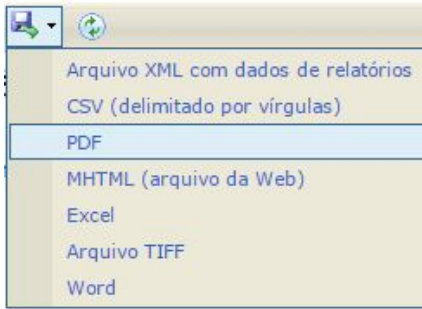 Arquivo XML com dados de relatórios
CSV (delimitado por vírgulas)
PDF
MHTML (arquivo da Web)
Excel
Arquivo TIFF
Word